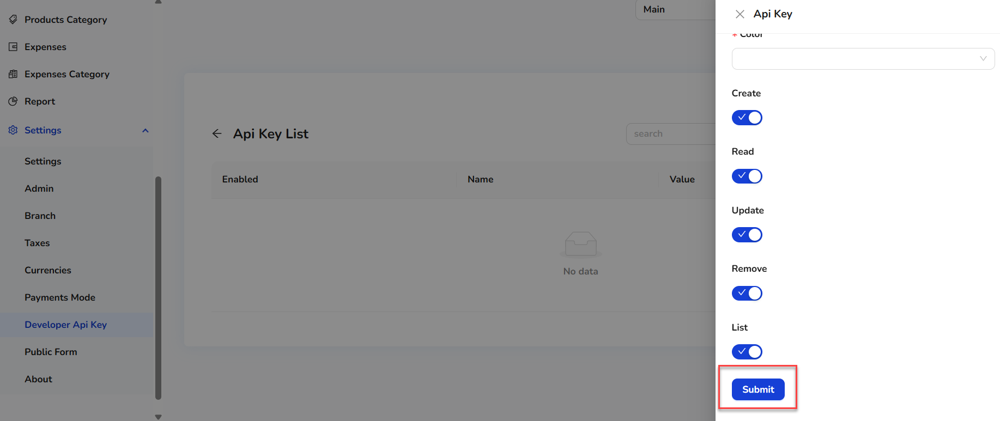 Products Category
Expenses
Expenses Category
Report
Settings
Settings
Admin
Branch
Taxes
Currencies
Payments Mode
Developer Api Key
Public Form
About
Main
Api Key List
search
Enabled
Name
Value
No data
Api Key
* Color
Create
Read
Update
Remove
List
Submit